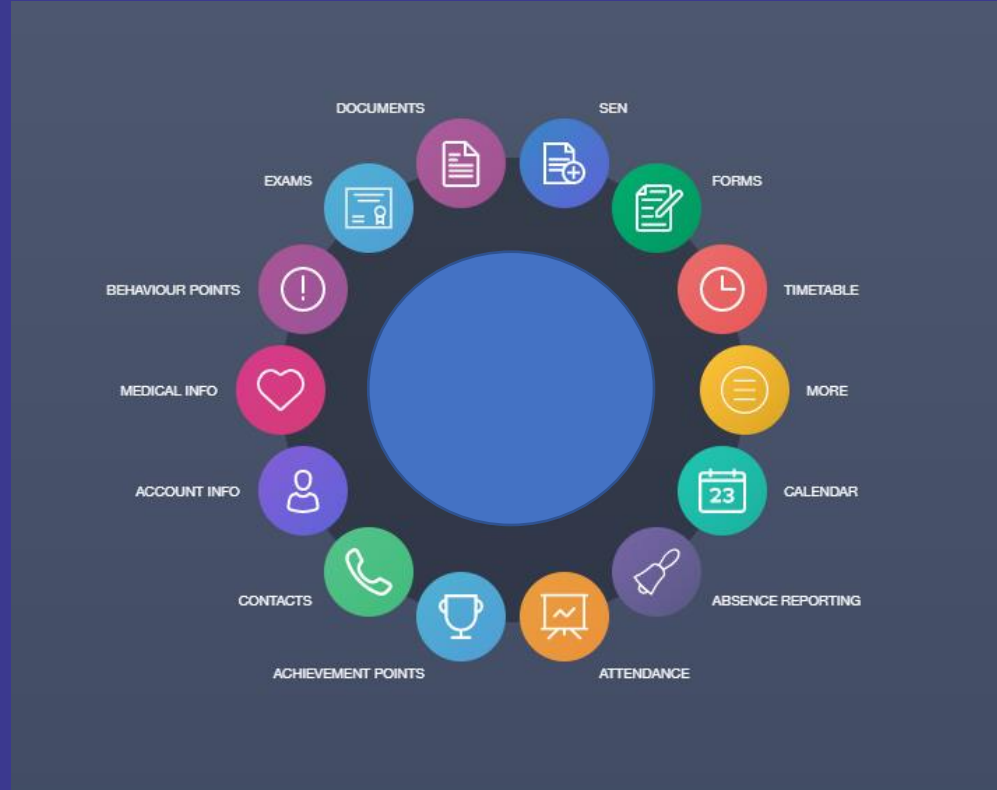 DOCUMENTS
SEN
EXAMS
FORMS
BEHAVIOUR POINTS
TIMETABLE
MEDICAL INFO
MORE
ACCOUNT INFO
23
CALENDAR
CONTACTS
ABSENCE REPORTING
ACHIEVEMENT POINTS
ATTENDANCE